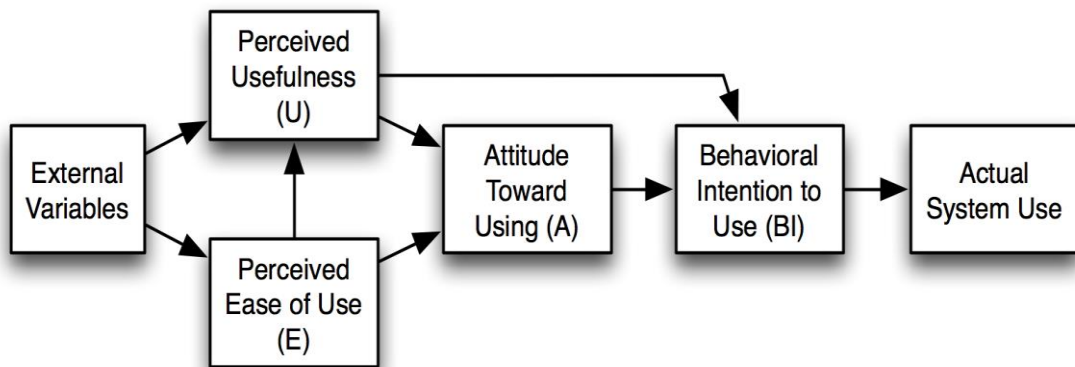 External
Variables
Perceived
Usefulness
(U)
Perceived
Ease of Use
(E)
Attitude
Toward
Using (A)
Behavioral
Intention to
Use (BI)
Actual
System Use